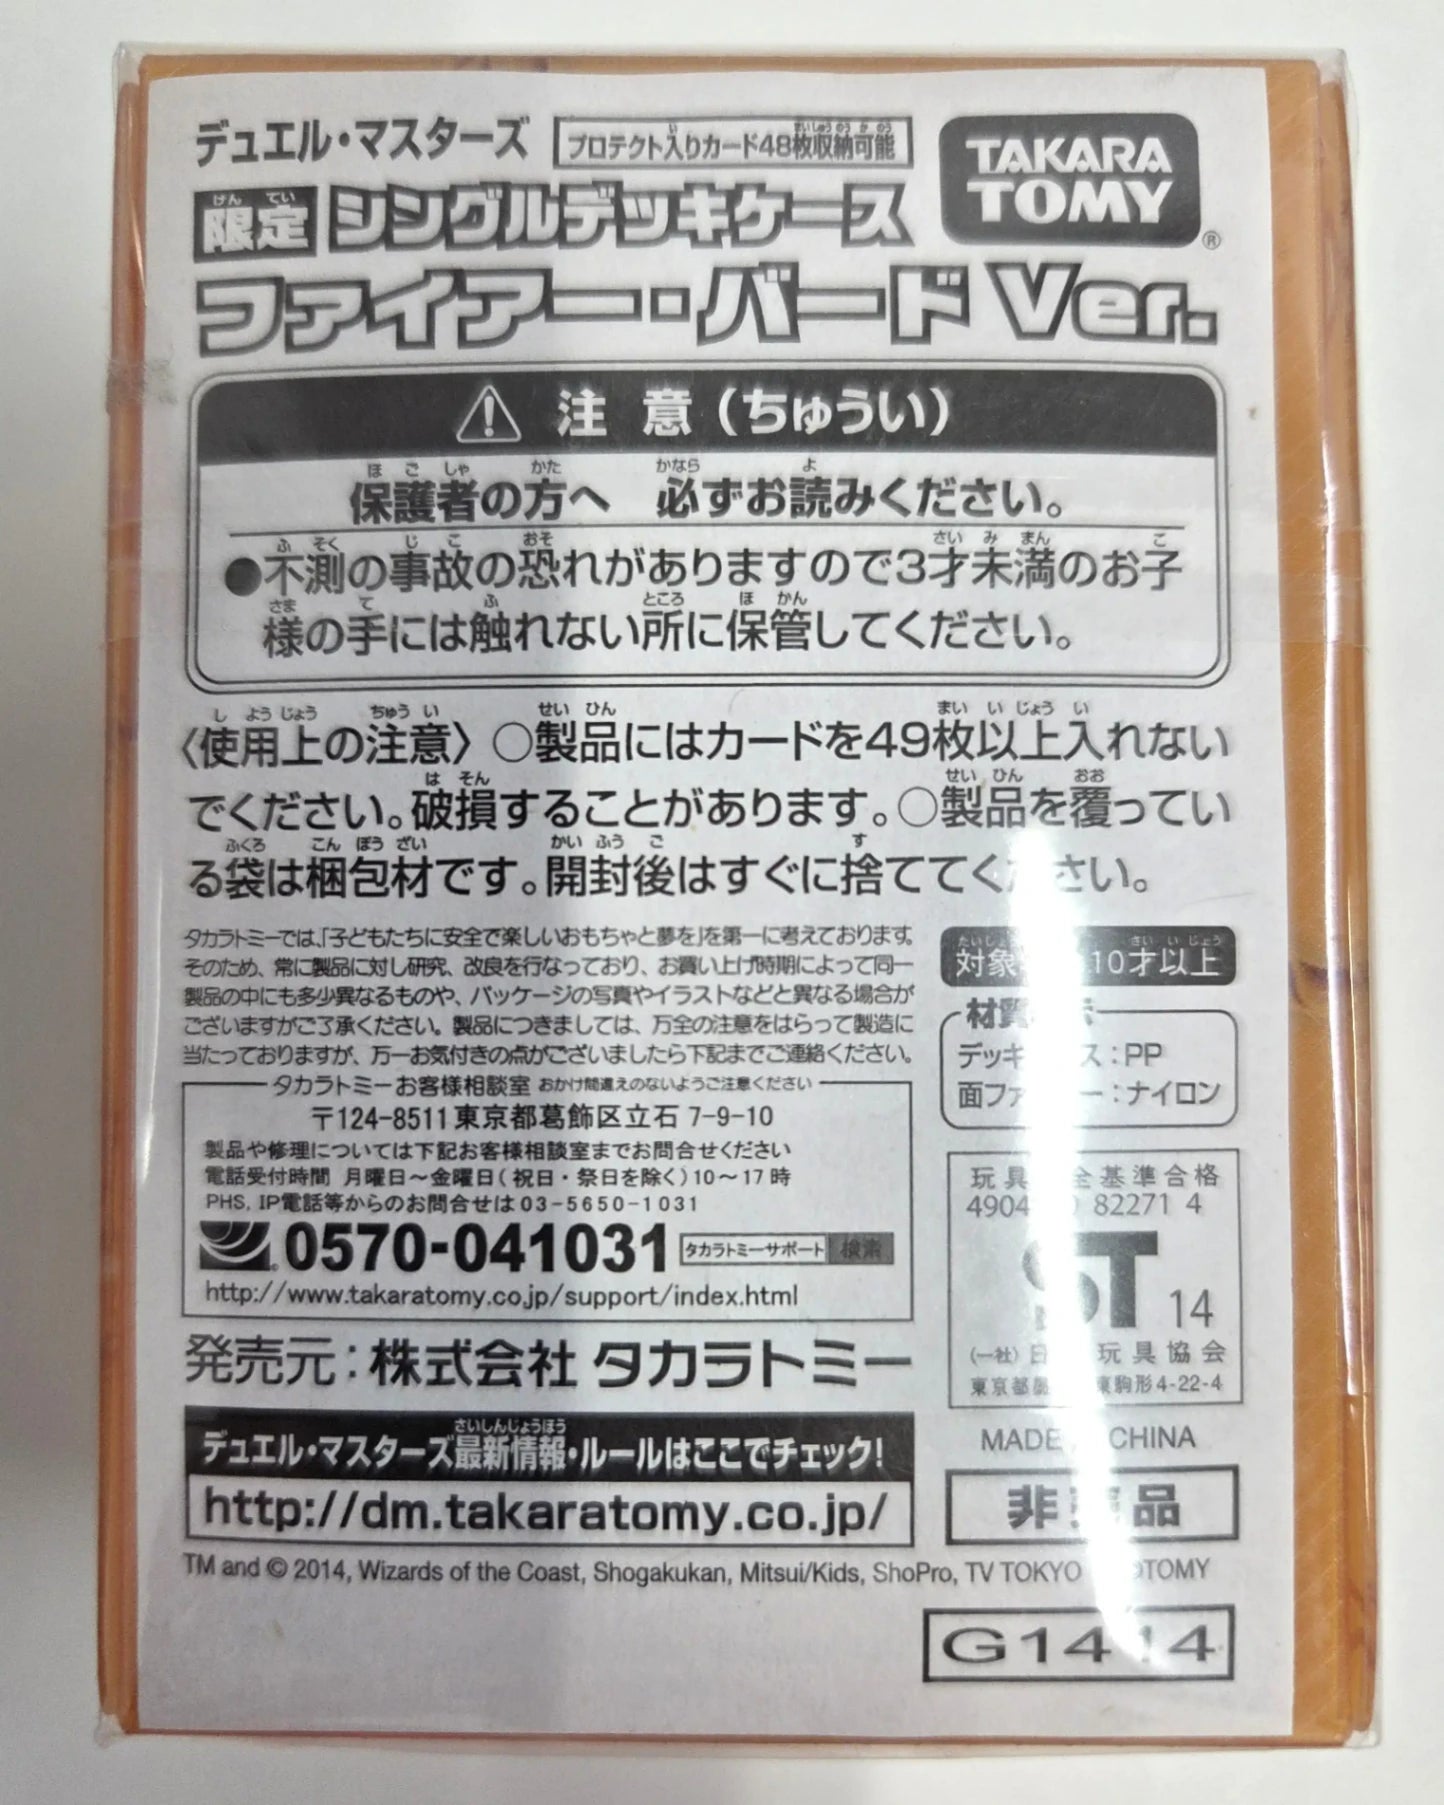 デュエル・マスターズ
プロテクト入りカード48枚収納可能
TAKARA
TOMY
®
限定 シングルデッキケース
ファイアー・バード Ver.
注意(ちゅうい)
保護者の方へ 必ずお読みください。
●不測の事故の恐れがありますので3才未満のお子
様の手には触れない所に保管してください。
〈使用上の注意〉○製品にはカードを49枚以上入れない
でください。破損することがあります。○製品を覆ってい
る袋は梱包材です。開封後はすぐに捨ててください。
タカラトミーでは、「子どもたちに安全で楽しいおもちゃと夢を」を第一に考えております。
そのため、常に製品に対し研究、改良を行なっており、お買い上げ時期によって同一
製品の中にも多少異なるものや、パッケージの写真やイラストなどと異なる場合が
ございますがご了承ください。製品につきましては、万全の注意をはらって製造に
当たっておりますが、万一お気付きの点がございましたら下記までご連絡ください。
タカラトミーお客様相談室 おかけ間違えのないようご注意ください
〒124-8511東京都葛飾区立石7-9-10
製品や修理については下記お客様相談室までお問合せください
電話受付時間 月曜日〜金曜日(祝日・祭日を除く)10〜17時
PHS, IP電話等からのお問合せは03-5650-1031
0570-041031 タカラトミーサポート 検索
http://www.takaratomy.co.jp/support/index.html
発売元:株式会社 タカラトミー
デュエル・マスターズ最新情報・ルールはここでチェック!
http://dm.takaratomy.co.jp/
対象 10才以上
材質
デッキ ス:PP
面ファ ー:ナイロン
玩具 全基準合格
4904 82271 4
ST 14
(一社)日 玩具協会
東京都 東駒形4-22-4
MADE CHINA
非 品
TM and © 2014, Wizards of the Coast, Shogakukan, Mitsui/Kids, ShoPro, TV TOKYO OTOMY
G1414